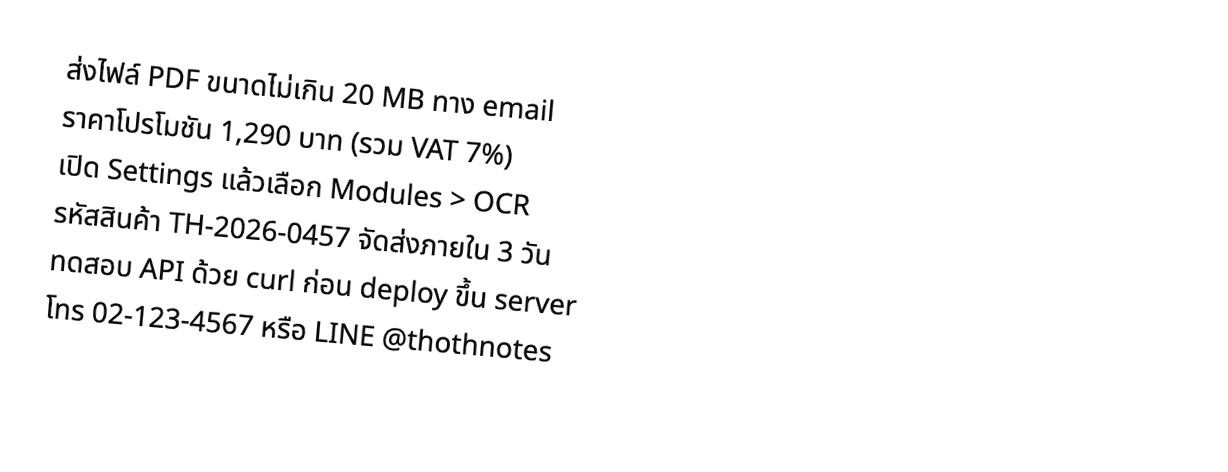 ส่งไฟล์ PDF ขนาดไม่เกิน 20 MB ทาง email
ราคาโปรโมชัน 1,290 บาท (รวม VAT 7%)
เปิด Settings แล้วเลือก Modules > OCR
รหัสสินค้า TH-2026-0457 จัดส่งภายใน 3 วัน
ทดสอบ API ด้วย curl ก่อน deploy ขึ้น server
โทร 02-123-4567 หรือ LINE @thothnotes